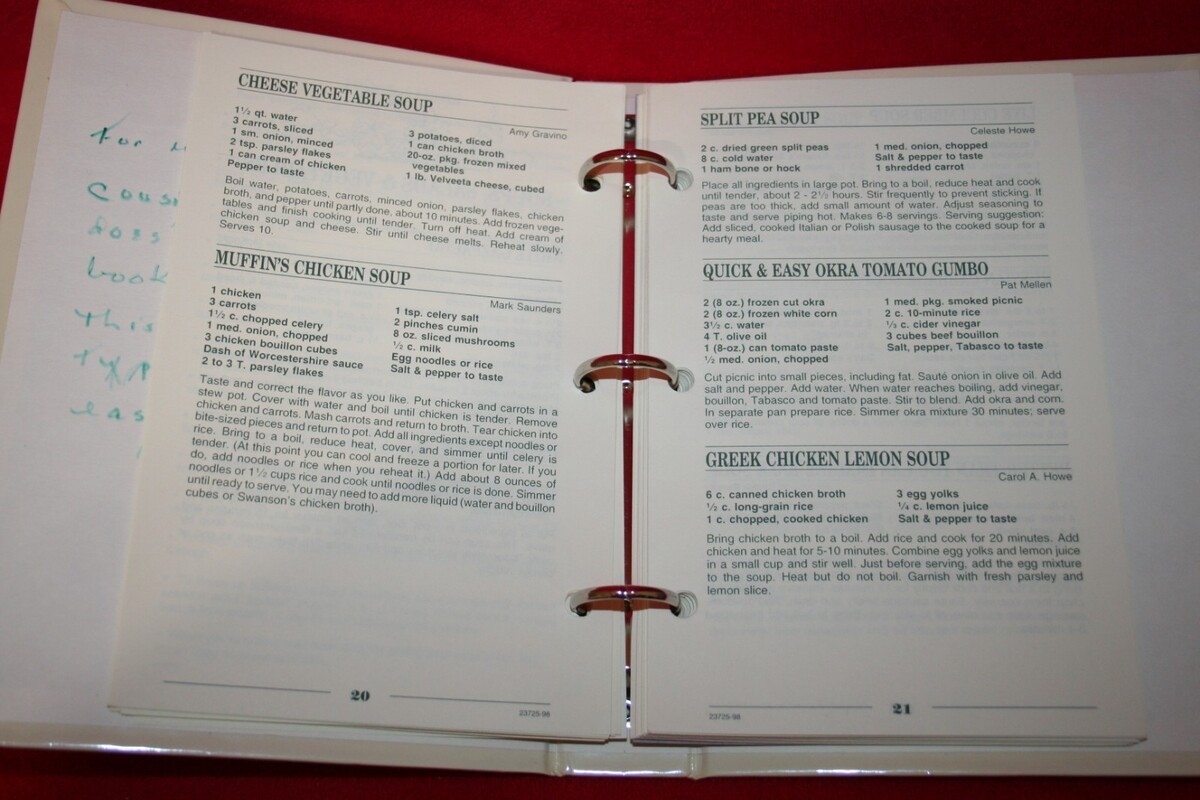 For
Cousi
book
This
eas
CHEESE VEGETABLE SOUP
Amy Gravino
1½ qt. water
3 carrots, sliced
1 sm. onion, minced
2 tsp. parsley flakes
1 can cream of chicken
Pepper to taste
3 potatoes, diced
1 can chicken broth
20-oz. pkg. frozen mixed
vegetables
1 lb. Velveeta cheese, cubed
Boil water, potatoes, carrots, minced onion, parsley flakes, chicken
broth, and pepper until partly done, about 10 minutes. Add frozen vege-
tables and finish cooking until tender. Turn off heat. Add cream of
chicken soup and cheese. Stir until cheese melts. Reheat slowly.
Serves 10.
MUFFIN'S CHICKEN SOUP
Mark Saunders
1 chicken
3 carrots
1½ c. chopped celery
1 med. onion, chopped
3 chicken bouillon cubes
Dash of Worcestershire sauce
2 to 3 T. parsley flakes
1 tsp. celery salt
2 pinches cumin
8 oz. sliced mushrooms
½ c. milk
Egg noodles or rice
Salt & pepper to taste
Taste and correct the flavor as you like. Put chicken and carrots in a
stew pot. Cover with water and boil until chicken is tender. Remove
chicken and carrots. Mash carrots and return to broth. Tear chicken into
bite-sized pieces and return to pot. Add all ingredients except noodles or
rice. Bring to a boil, reduce heat, cover, and simmer until celery is
tender. (At this point you can cool and freeze a portion for later. If you
do, add noodles or rice when you reheat it.) Add about 8 ounces of
noodles or 1½ cups rice and cook until noodles or rice is done. Simmer
until ready to serve. You may need to add more liquid (water and bouillon
cubes or Swanson's chicken broth).
20
23725-98
SPLIT PEA SOUP
Celeste Howe
2 c. dried green split peas
8 c. cold water
1 ham bone or hock
1 med. onion, chopped
Salt & pepper to taste
1 shredded carrot
Place all ingredients in large pot. Bring to a boil, reduce heat and cook
until tender, about 2 - 2½ hours. Stir frequently to prevent sticking. If
peas are too thick, add small amount of water. Adjust seasoning to
taste and serve piping hot. Makes 6-8 servings. Serving suggestion:
Add sliced, cooked Italian or Polish sausage to the cooked soup for a
hearty meal.
QUICK & EASY OKRA TOMATO GUMBO
Pat Mellen
2 (8 oz.) frozen cut okra
2 (8 oz.) frozen white corn
3½ c. water
4 T. olive oil
1 (8-oz.) can tomato paste
½ med. onion, chopped
1 med. pkg. smoked picnic
2 c. 10-minute rice
⅓ c. cider vinegar
3 cubes beef bouillon
Salt, pepper, Tabasco to taste
Cut picnic into small pieces, including fat. Sauté onion in olive oil. Add
salt and pepper. Add water. When water reaches boiling, add vinegar,
bouillon, Tabasco and tomato paste. Stir to blend. Add okra and corn.
In separate pan prepare rice. Simmer okra mixture 30 minutes; serve
over rice.
GREEK CHICKEN LEMON SOUP
Carol A. Howe
6 c. canned chicken broth
½ c. long-grain rice
1 c. chopped, cooked chicken
3 egg yolks
¼ c. lemon juice
Salt & pepper to taste
Bring chicken broth to a boil. Add rice and cook for 20 minutes. Add
chicken and heat for 5-10 minutes. Combine egg yolks and lemon juice
in a small cup and stir well. Just before serving, add the egg mixture
to the soup. Heat but do not boil. Garnish with fresh parsley and
lemon slice.
23725-98
21